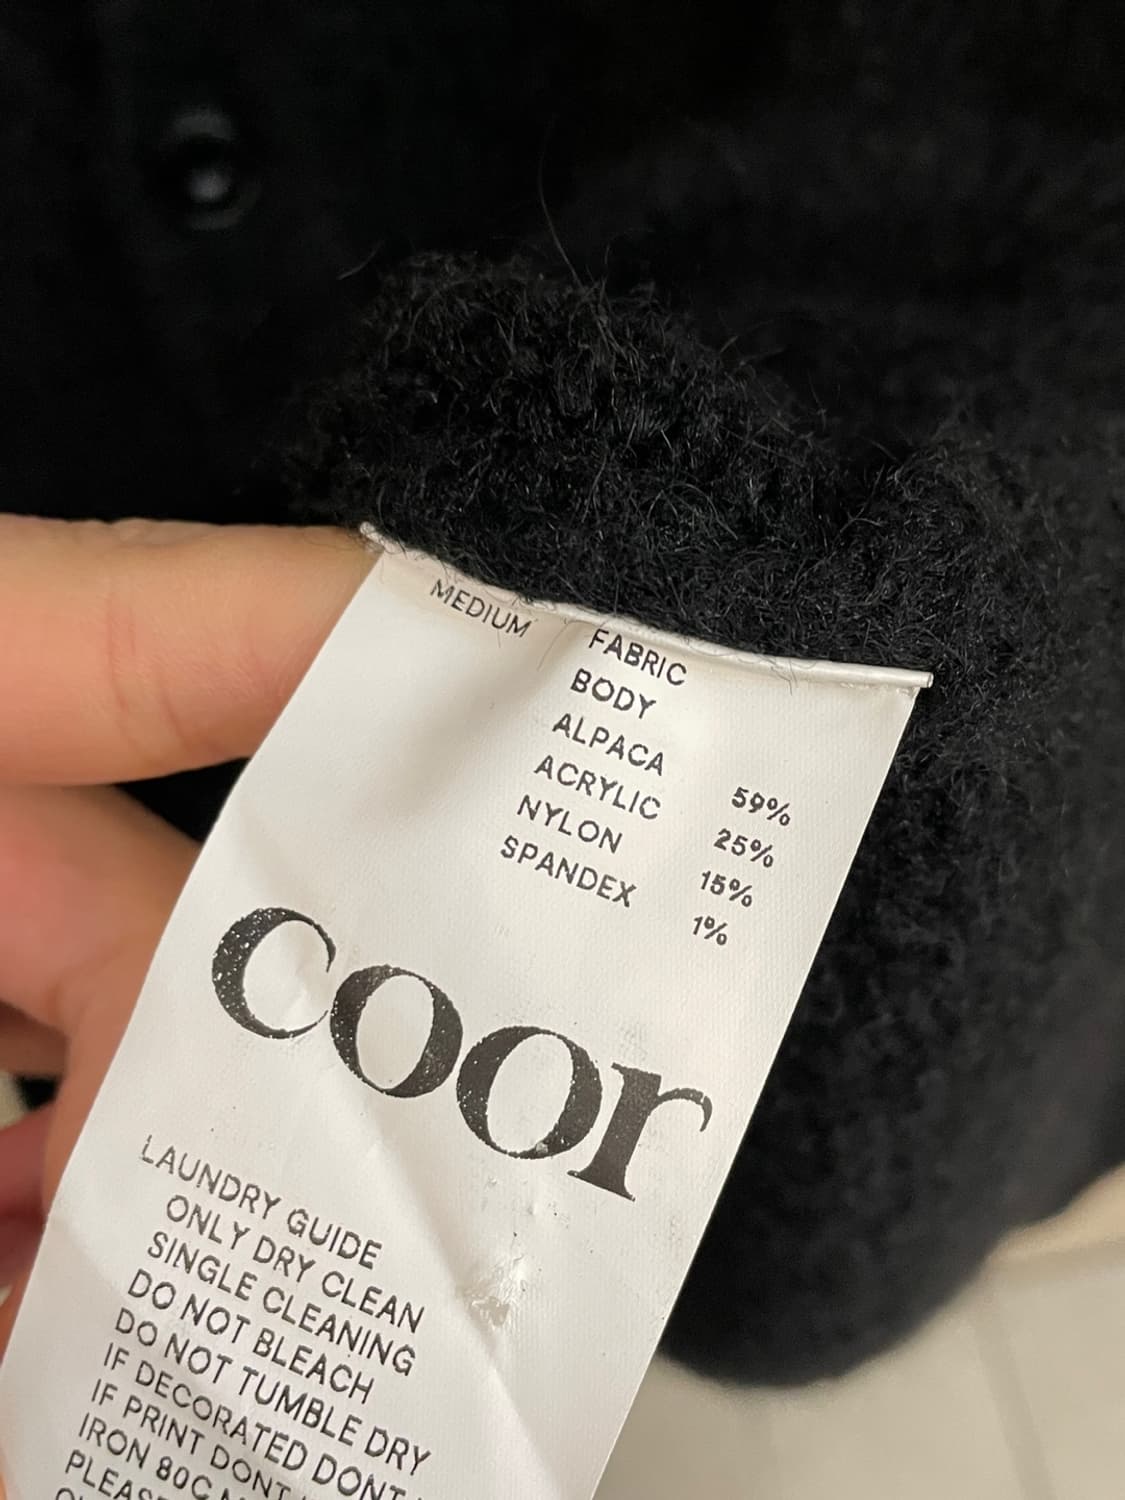 MEDIUM
FABRIC
BODY
ALPACA 59%
ACRYLIC 25%
NYLON 15%
SPANDEX 1%
coor
LAUNDRY GUIDE
ONLY DRY CLEAN
SINGLE CLEANING
DO NOT BLEACH
DO NOT TUMBLE DRY
IF DECORATED DONT
IF PRINT DONT
IRON 80C